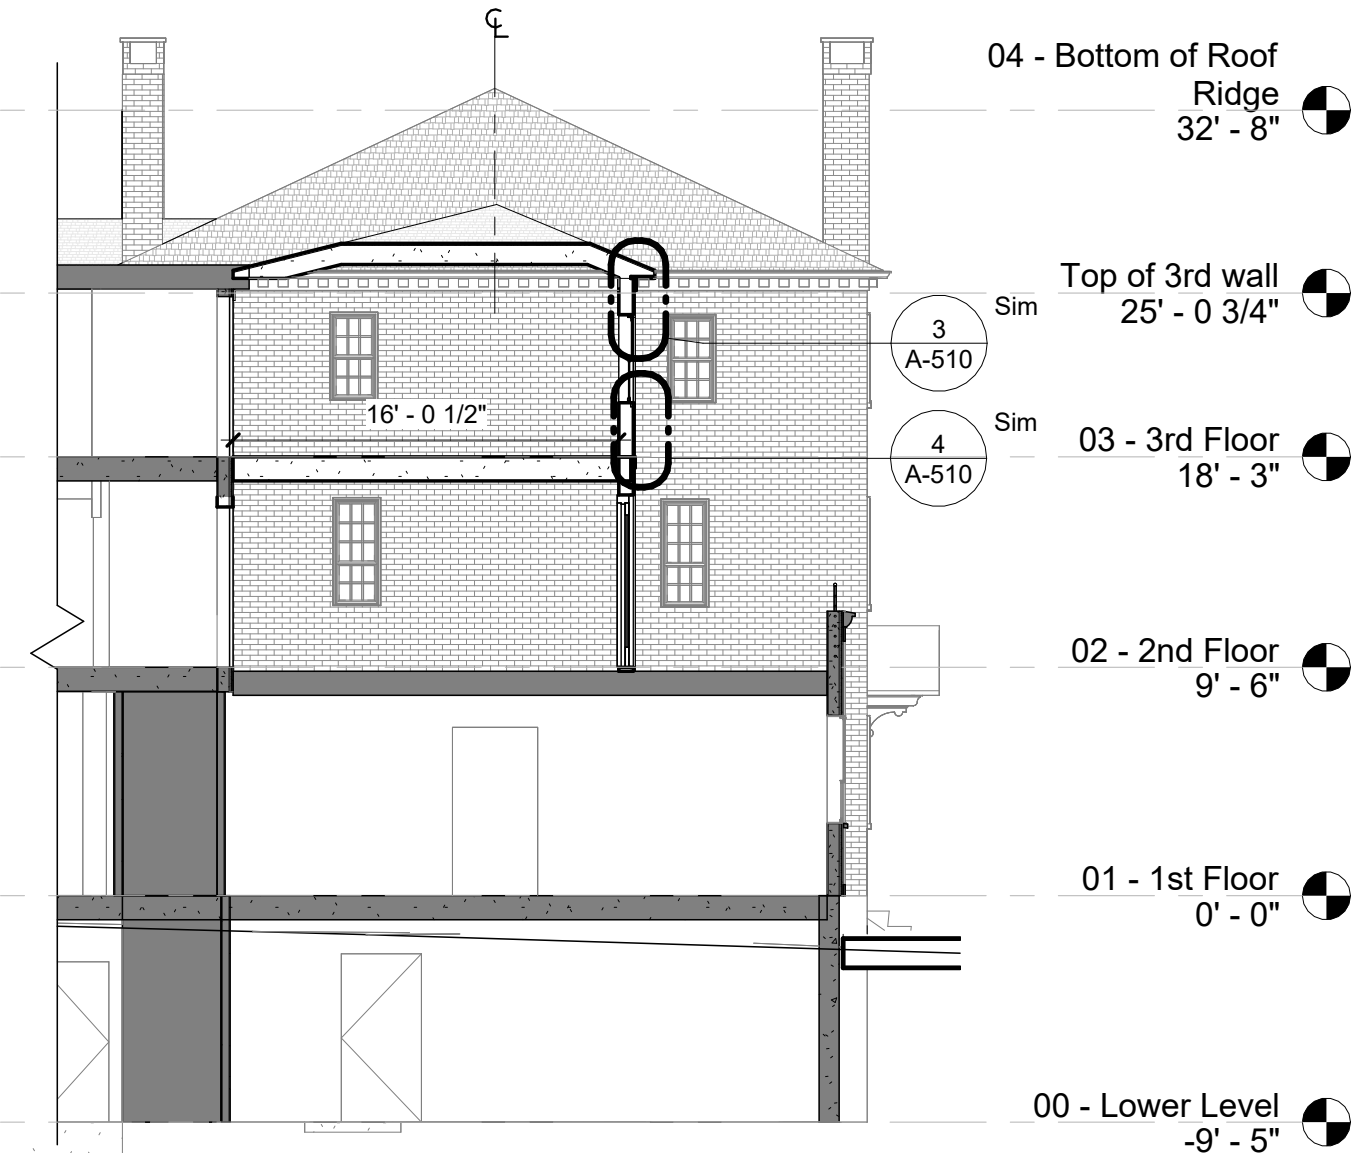 CL
04 - Bottom of Roof
Ridge
32' - 8"
Top of 3rd wall
25' - 0 3/4"
Sim
3
A-510
16' - 0 1/2"
Sim
4
A-510
03 - 3rd Floor
18' - 3"
02 - 2nd Floor
9' - 6"
01 - 1st Floor
0' - 0"
00 - Lower Level
-9' - 5"